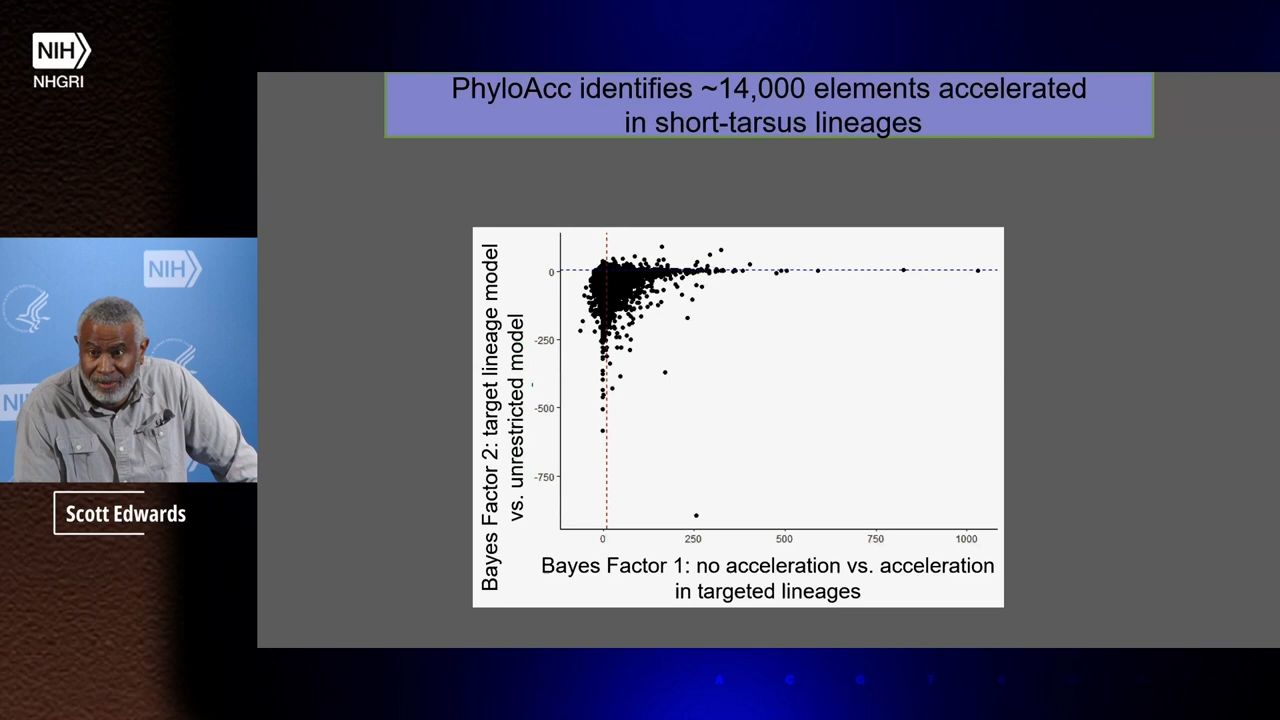 NIH
NHGRI
PhyloAcc identifies ~14,000 elements accelerated
in short-tarsus lineages
NIH
NI
Scott Edwards
Bayes Factor 2: target lineage model
vs. unrestricted model
0
-250
-500
-750
0
250
500
750
1000
Bayes Factor 1: no acceleration vs. acceleration
in targeted lineages
A C G T